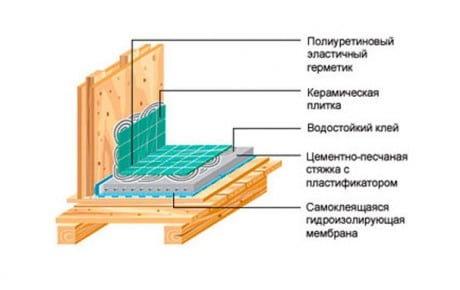 Полиуретиновый
эластичный
герметик
Керамическая
плитка
Водостойкий клей
Цементно-песчаная
стяжка с
пластификатором
Самоклеящаяся
гидроизолирующая
мембрана